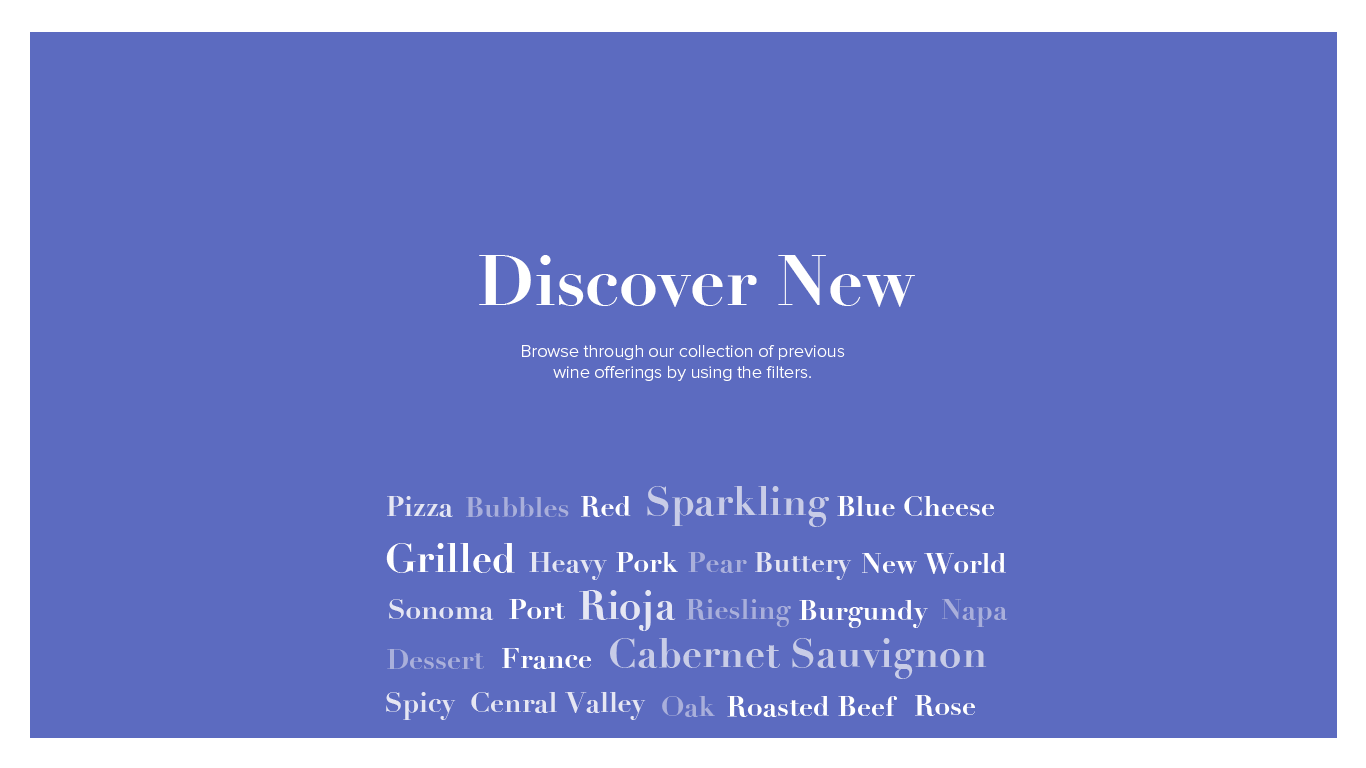 Discover New
Browse through our collection of previous
wine offerings by using the filters.
Pizza Bubbles Red Sparkling Blue Cheese
Grilled Heavy Pork Pear Buttery New World
Sonoma Port Rioja Riesling Burgundy Napa
Dessert France Cabernet Sauvignon
Spicy Cenral Valley Oak Roasted Beef Rose